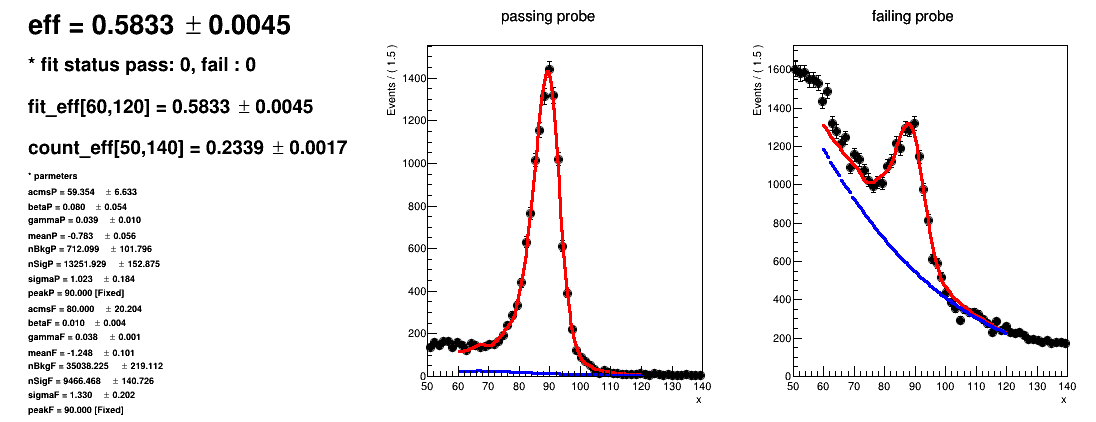 eff = 0.5833 ± 0.0045
* fit status pass: 0, fail : 0
fit_eff[60,120] = 0.5833 ± 0.0045
count_eff[50,140] = 0.2339 ± 0.0017
* parmeters
acmsP = 59.354 ± 6.633
betaP = 0.080 ± 0.054
gammaP = 0.039 ± 0.010
meanP = -0.783 ± 0.056
nBkgP = 712.099 ± 101.796
nSigP = 13251.929 ± 152.875
sigmaP = 1.023 ± 0.184
peakP = 90.000 [Fixed]
acmsF = 80.000 ± 20.204
betaF = 0.010 ± 0.004
gammaF = 0.038 ± 0.001
meanF = -1.248 ± 0.101
nBkgF = 35038.225 ± 219.112
nSigF = 9466.468 ± 140.726
sigmaF = 1.330 ± 0.202
peakF = 90.000 [Fixed]
passing probe
Events / ( 1.5 )
1400
1200
1000
800
600
400
200
0
50 60 70 80 90 100 110 120 130 140
x
failing probe
Events / ( 1.5 )
1600
1400
1200
1000
800
600
400
200
0
50 60 70 80 90 100 110 120 130 140
x